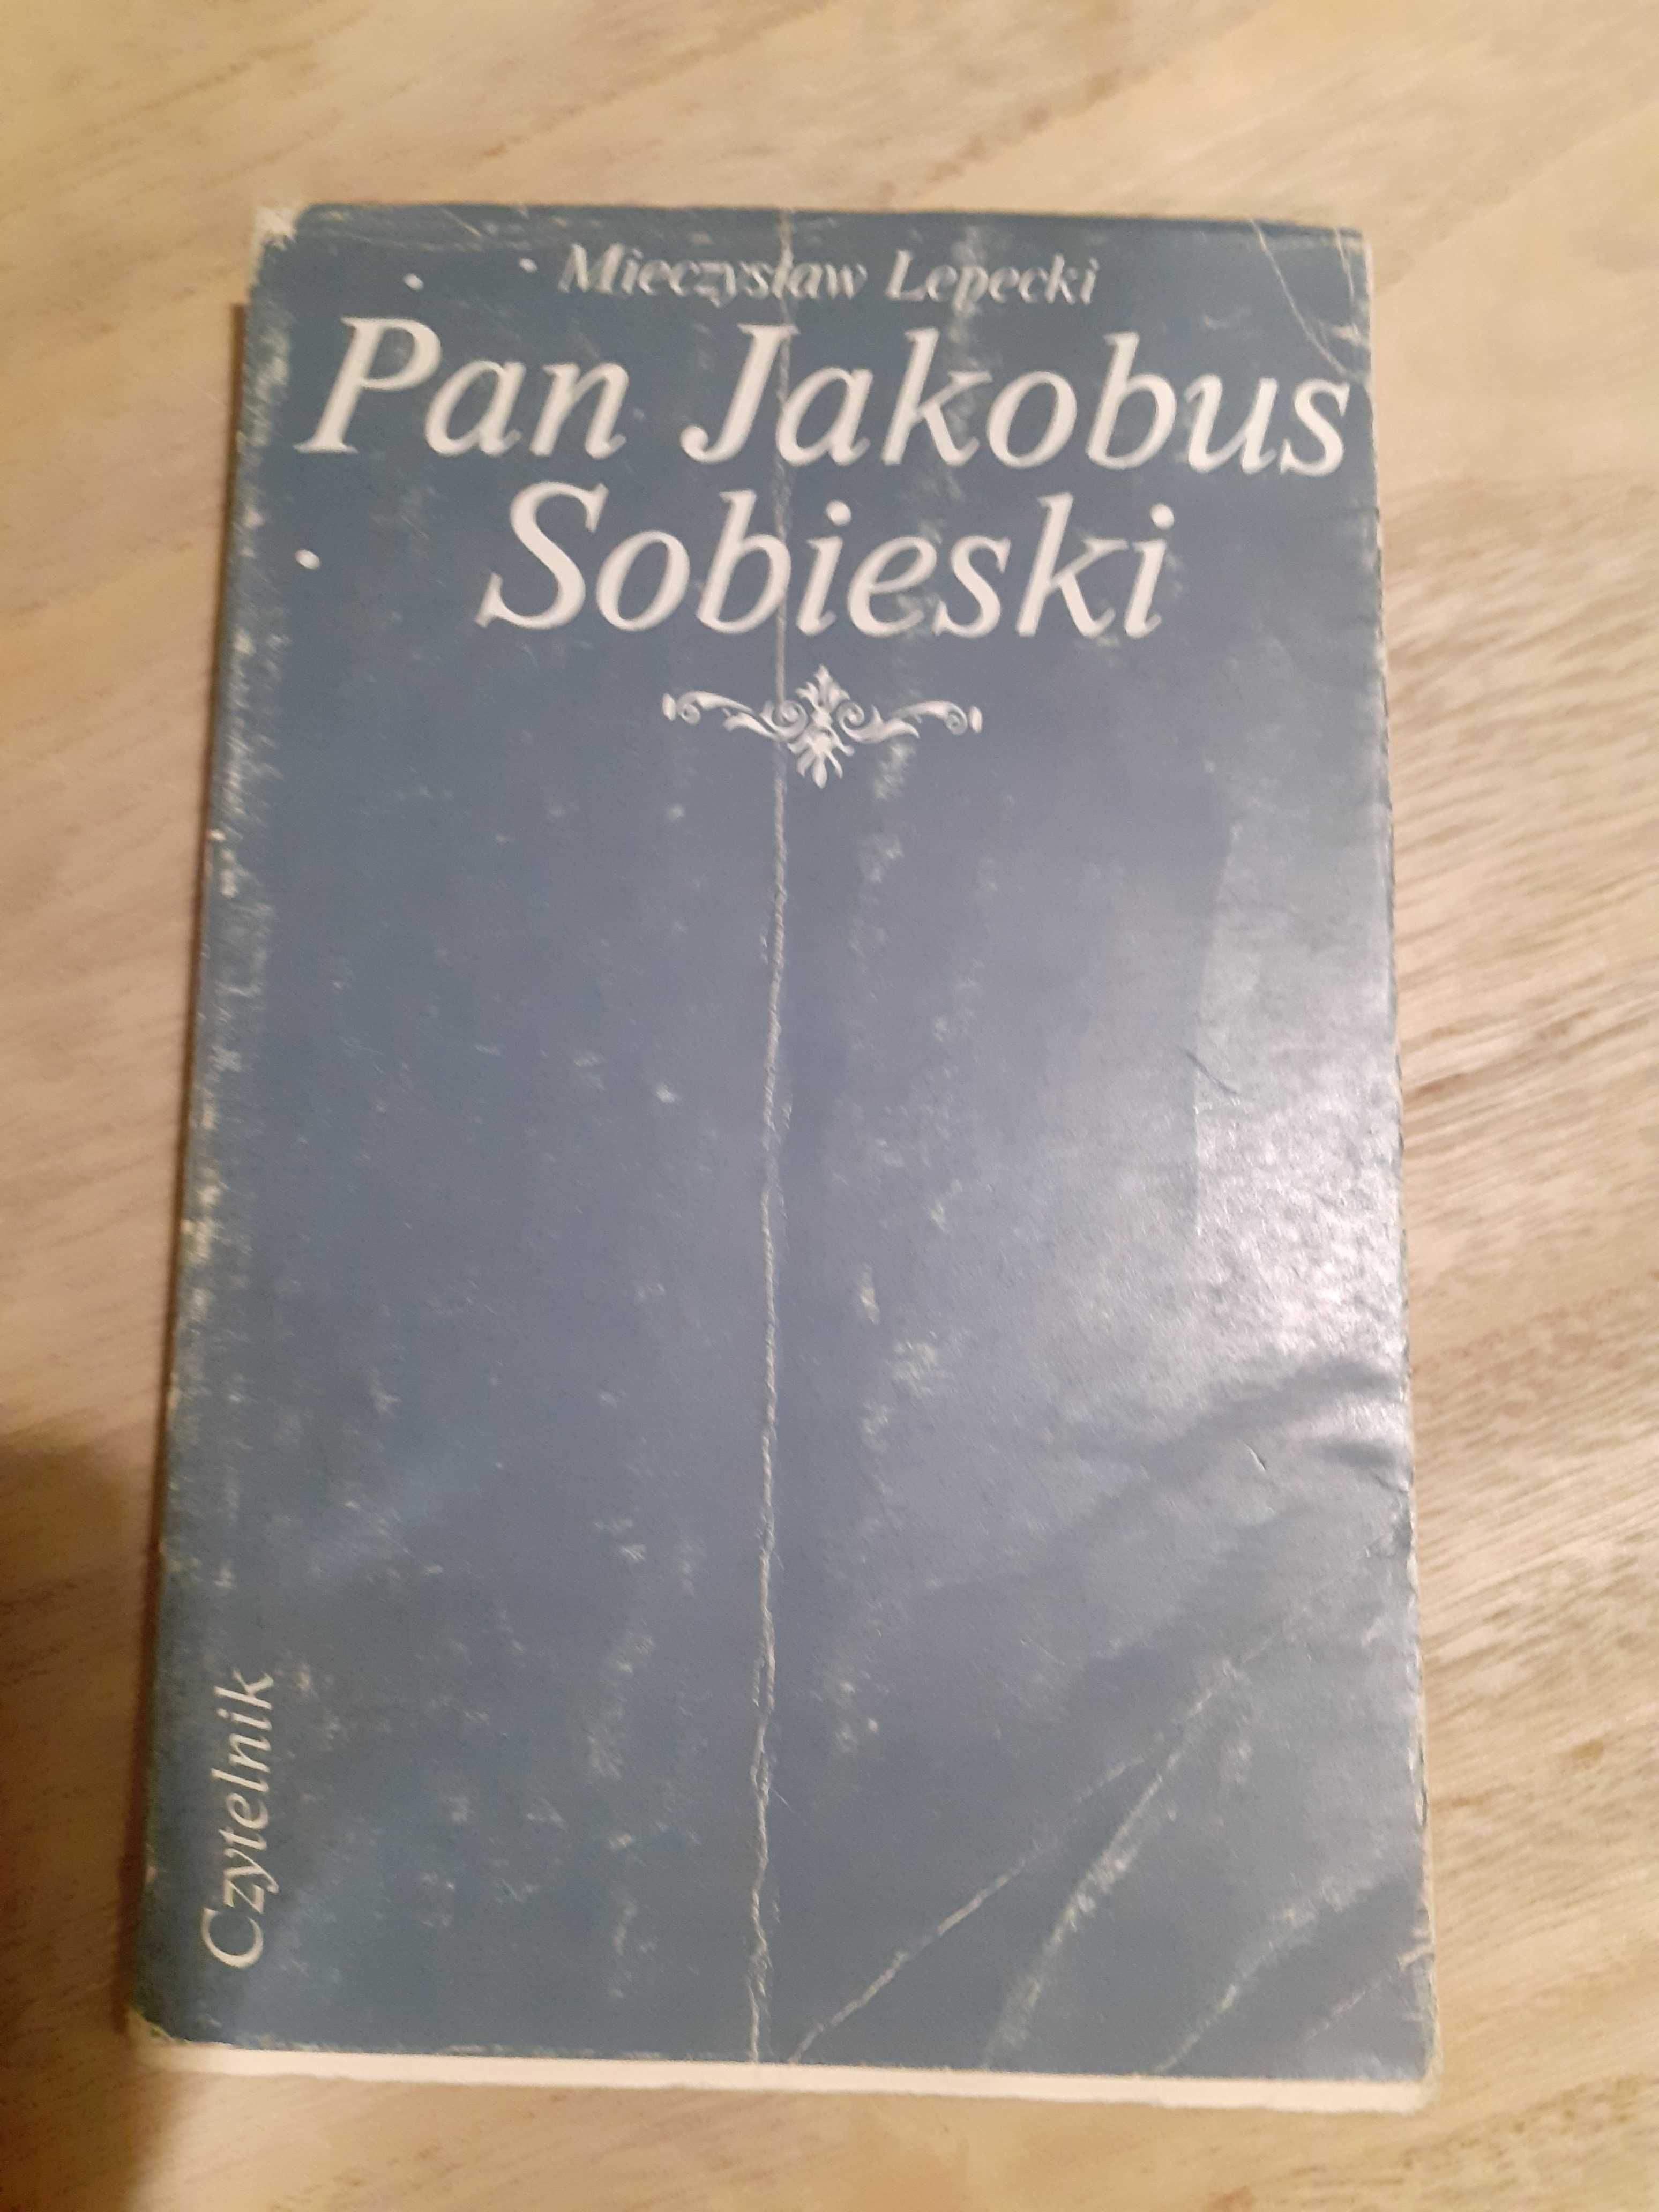 Mieczysław Lepecki
Pan Jakobus
Sobieski
Czytelnik